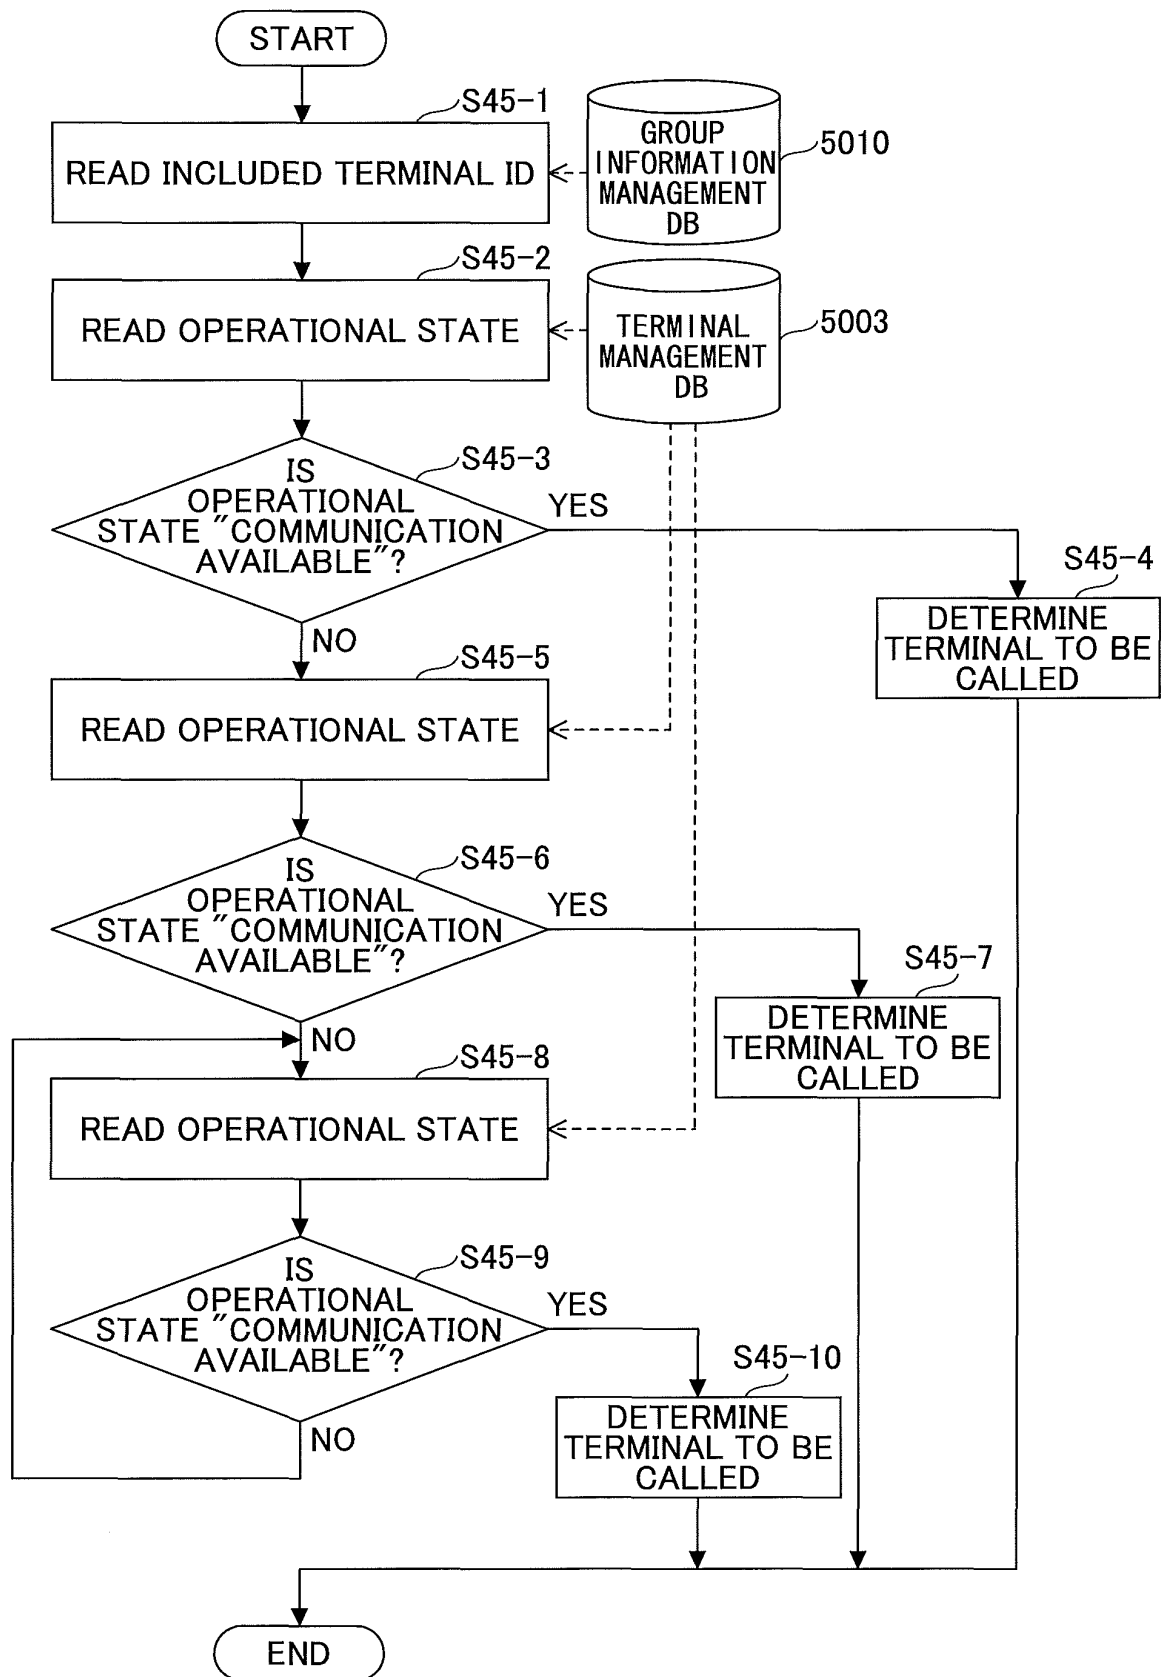 START
S45-1
READ INCLUDED TERMINAL ID
GROUP
INFORMATION
MANAGEMENT
DB
5010
S45-2
READ OPERATIONAL STATE
TERMINAL
MANAGEMENT
DB
5003
S45-3
IS
OPERATIONAL
STATE "COMMUNICATION
AVAILABLE"?
YES
NO
S45-4
DETERMINE
TERMINAL TO BE
CALLED
S45-5
READ OPERATIONAL STATE
S45-6
IS
OPERATIONAL
STATE "COMMUNICATION
AVAILABLE"?
YES
NO
S45-7
DETERMINE
TERMINAL TO BE
CALLED
S45-8
READ OPERATIONAL STATE
S45-9
IS
OPERATIONAL
STATE "COMMUNICATION
AVAILABLE"?
YES
NO
S45-10
DETERMINE
TERMINAL TO BE
CALLED
END